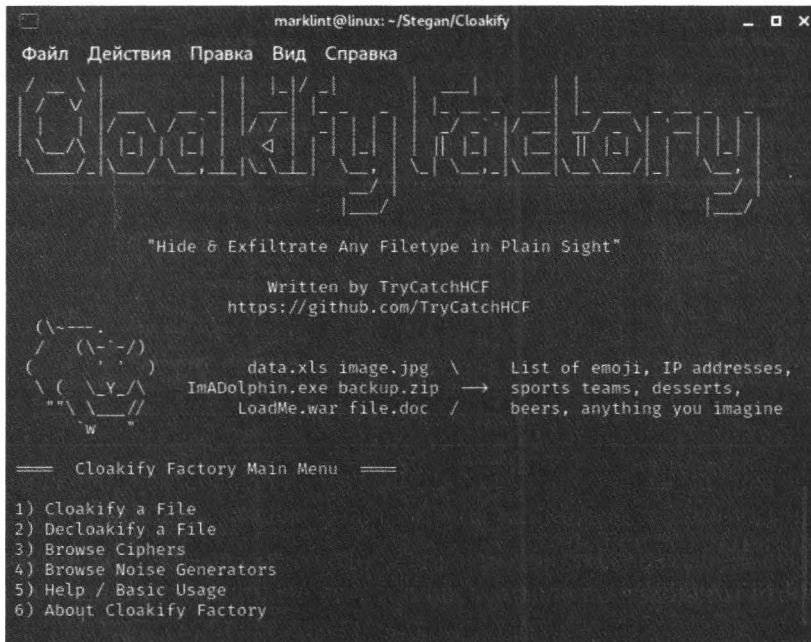 marklint@linux: ~/Stegan/Cloakify
Файл Действия Правка Вид Справка
Cloakify Factory
"Hide & Exfiltrate Any Filetype in Plain Sight"
Written by TryCatchHCF
https://github.com/TryCatchHCF
data.xls image.jpg \ List of emoji, IP addresses,
ImADolphin.exe backup.zip --> sports teams, desserts,
LoadMe.war file.doc / beers, anything you imagine
==== Cloakify Factory Main Menu ====
1) Cloakify a File
2) Decloakify a File
3) Browse Ciphers
4) Browse Noise Generators
5) Help / Basic Usage
6) About Cloakify Factory